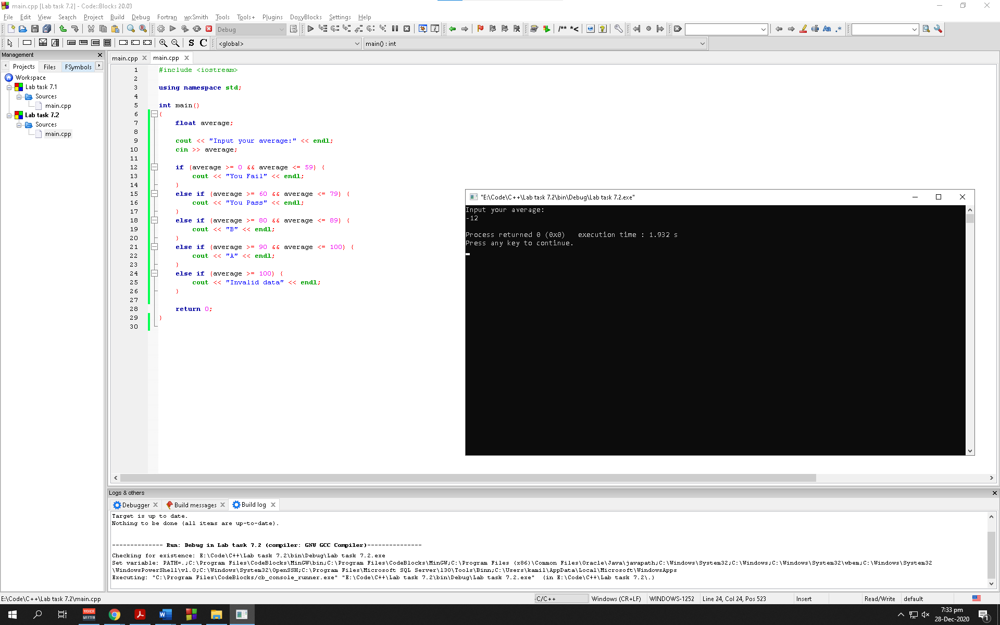 main.cpp [Lab task 7.2] - Code::Blocks 20.03
File Edit View Search Project Build Debug Fortran wxSmith Tools Tools+ Plugins DoxyBlocks Settings Help
Debug
/** *<
Aa .*
S C <global> main() : int
Management
Projects Files FSymbols
Workspace
Lab task 7.1
Sources
main.cpp
Lab task 7.2
Sources
main.cpp
main.cpp main.cpp
1 #include <iostream>
2
3 using namespace std;
4
5 int main()
6 {
7 float average;
8
9 cout << "Input your average:" << endl;
10 cin >> average;
11
12 if (average >= 0 && average <= 59) {
13 cout << "You Fail" << endl;
14 }
15 else if (average >= 60 && average <= 79) {
16 cout << "You Pass" << endl;
17 }
18 else if (average >= 80 && average <= 89) {
19 cout << "B" << endl;
20 }
21 else if (average >= 90 && average <= 100) {
22 cout << "A" << endl;
23 }
24 else if (average >= 100) {
25 cout << "Invalid data" << endl;
26 }
27
28 return 0;
29 }
30
"E:\Code\C++\Lab task 7.2\bin\Debug\Lab task 7.2.exe"
Input your average:
-12
Process returned 0 (0x0) execution time : 1.932 s
Press any key to continue.
Logs & others
Debugger Build messages Build log
Target is up to date.
Nothing to be done (all items are up-to-date).
-------------- Run: Debug in Lab task 7.2 (compiler: GNU GCC Compiler)---------------
Checking for existence: E:\Code\C++\Lab task 7.2\bin\Debug\Lab task 7.2.exe
Set variable: PATH=.;C:\Program Files\CodeBlocks\MinGW\bin;C:\Program Files\CodeBlocks\MinGW;C:\Program Files (x86)\Common Files\Oracle\Java\javapath;C:\Windows\System32;C:\Windows;C:\Windows\System32\wbem;C:\Windows\System32
\WindowsPowerShell\v1.0;C:\Windows\System32\OpenSSH;C:\Program Files\Microsoft SQL Server\130\Tools\Binn;C:\Users\kamil\AppData\Local\Microsoft\WindowsApps
Executing: "C:\Program Files\CodeBlocks/cb_console_runner.exe" "E:\Code\C++\Lab task 7.2\bin\Debug\Lab task 7.2.exe" (in E:\Code\C++\Lab task 7.2\.)
E:\Code\C++\Lab task 7.2\main.cpp C/C++ Windows (CR+LF) WINDOWS-1252 Line 24, Col 24, Pos 523 Insert Read/Write default
VOICE
MEETER
7:33 pm
28-Dec-2020
1